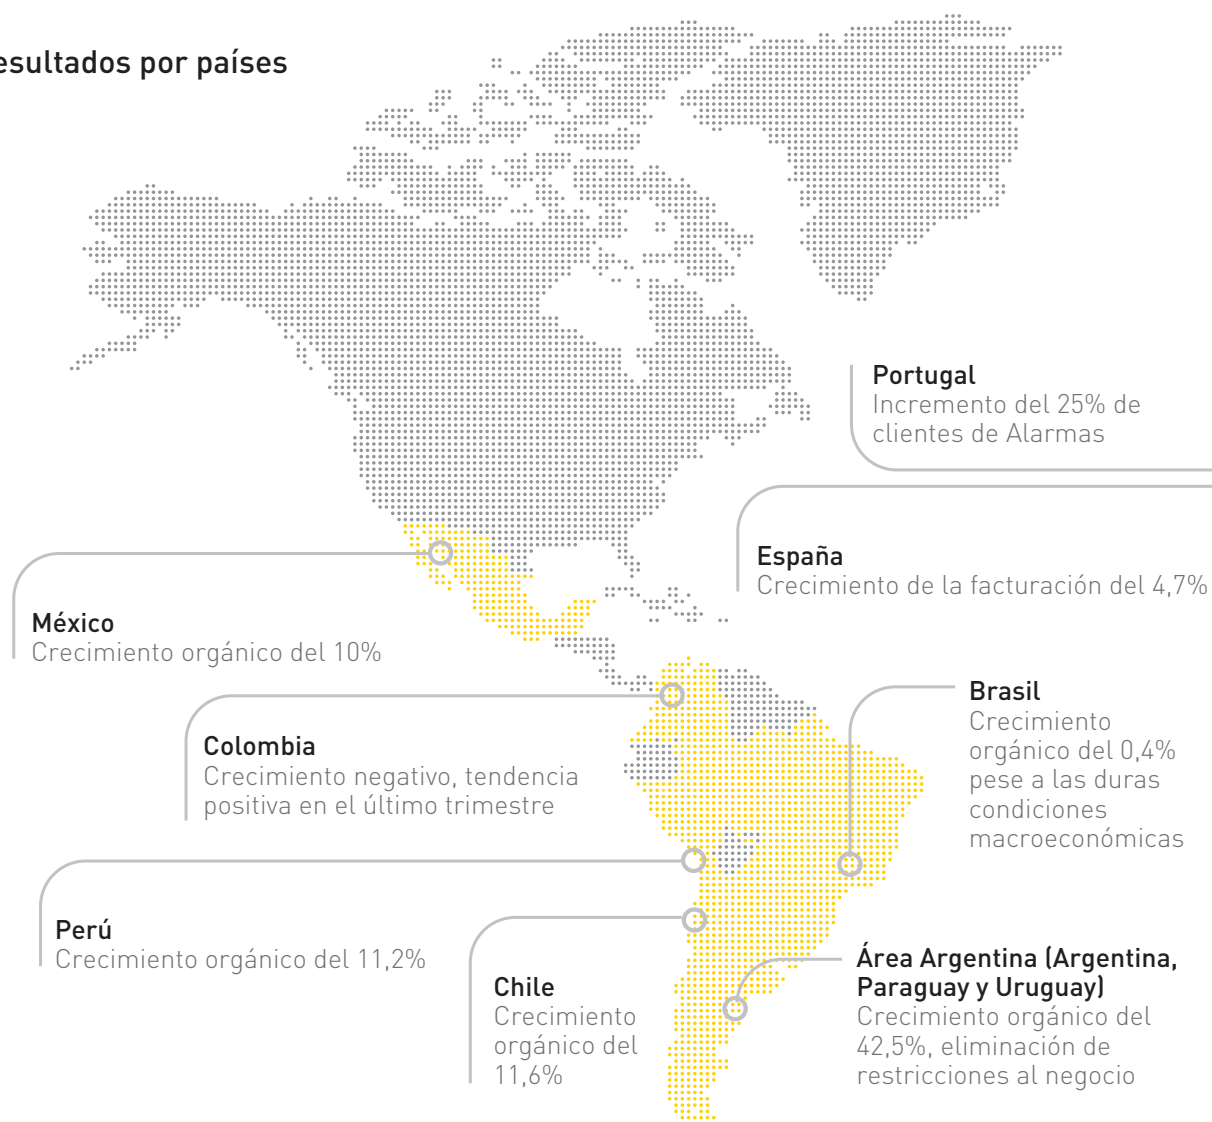 esultados por países
Portugal
Incremento del 25% de
clientes de Alarmas
España
Crecimiento de la facturación del 4,7%
México
Crecimiento orgánico del 10%
Colombia
Crecimiento negativo, tendencia
positiva en el último trimestre
Brasil
Crecimiento
orgánico del 0,4%
pese a las duras
condiciones
macroeconómicas
Perú
Crecimiento orgánico del 11,2%
Chile
Crecimiento
orgánico del
11,6%
Área Argentina (Argentina,
Paraguay y Uruguay)
Crecimiento orgánico del
42,5%, eliminación de
restricciones al negocio